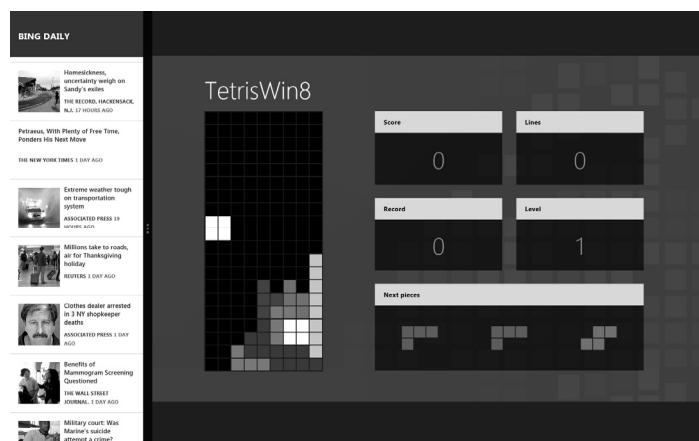 BING DAILY
Homesickness,
uncertainty weigh on
Sandy's exiles
THE RECORD, HACKENSACK,
N.J. 17 HOURS AGO
Petraeus, With Plenty of Free Time,
Ponders His Next Move
THE NEW YORK TIMES 1 DAY AGO
Extreme weather tough
on transportation
system
ASSOCIATED PRESS 19
HOURS AGO
Millions take to roads,
air for Thanksgiving
holiday
REUTERS 1 DAY AGO
Clothes dealer arrested
in 3 NY shopkeeper
deaths
ASSOCIATED PRESS 1 DAY
AGO
Benefits of
Mammogram Screening
Questioned
THE WALL STREET
JOURNAL. 1 DAY AGO
Military court: Was
Marine's suicide
attempt a crime?
TetrisWin8
Score
0
Lines
0
Record
0
Level
1
Next pieces